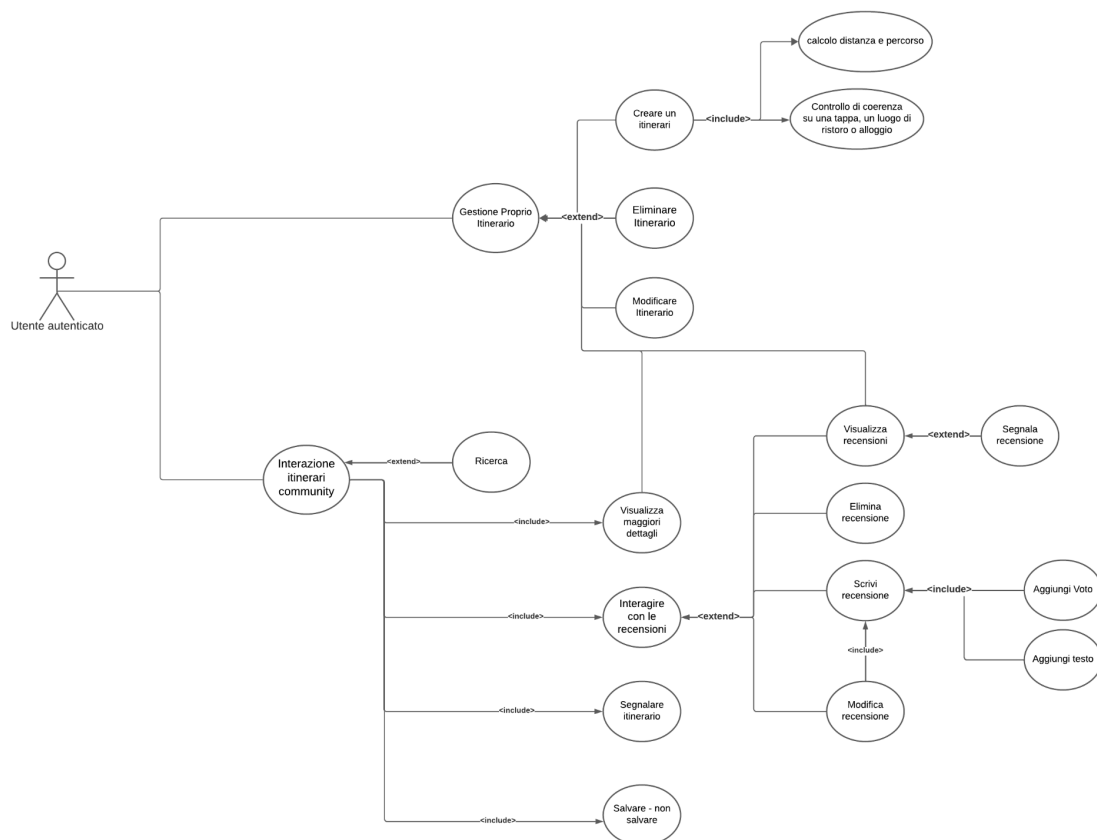 calcolo distanza e percorso
Creare un
itinerari
<include>
Controllo di coerenza
su una tappa, un luogo di
ristoro o alloggio
Gestione Proprio
Itinerario
<extend>
Eliminare
Itinerario
Modificare
Itinerario
Utente autenticato
Visualizza
recensioni
<extend>
Segnala
recensione
Interazione
itinerari
community
<extend>
Ricerca
<include>
Visualizza
maggiori
dettagli
Elimina
recensione
<include>
Interagire
con le
recensioni
<extend>
Scrivi
recensione
<include>
Aggiungi Voto
<include>
Aggiungi testo
<include>
Segnalare
itinerario
Modifica
recensione
<include>
Salvare - non
salvare